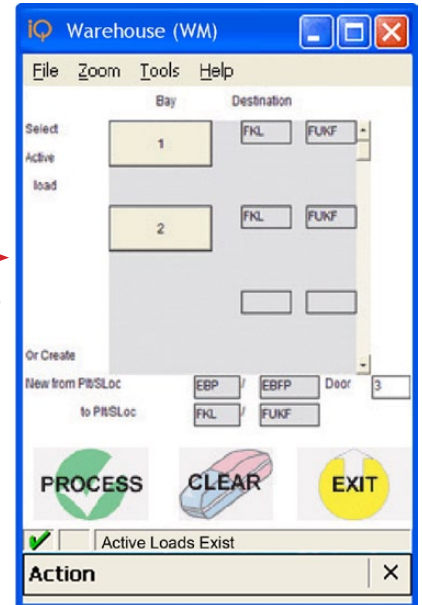 iQ Warehouse (WM)
File Zoom Tools Help
Bay Destination
Select
Active
load
1 FKL FUKF
2 FKL FUKF
Or Create
New from Plt/SLoc EBP / EBFP Door 3
to Plt/SLoc FKL / FUKF
PROCESS CLEAR EXIT
Active Loads Exist
Action X